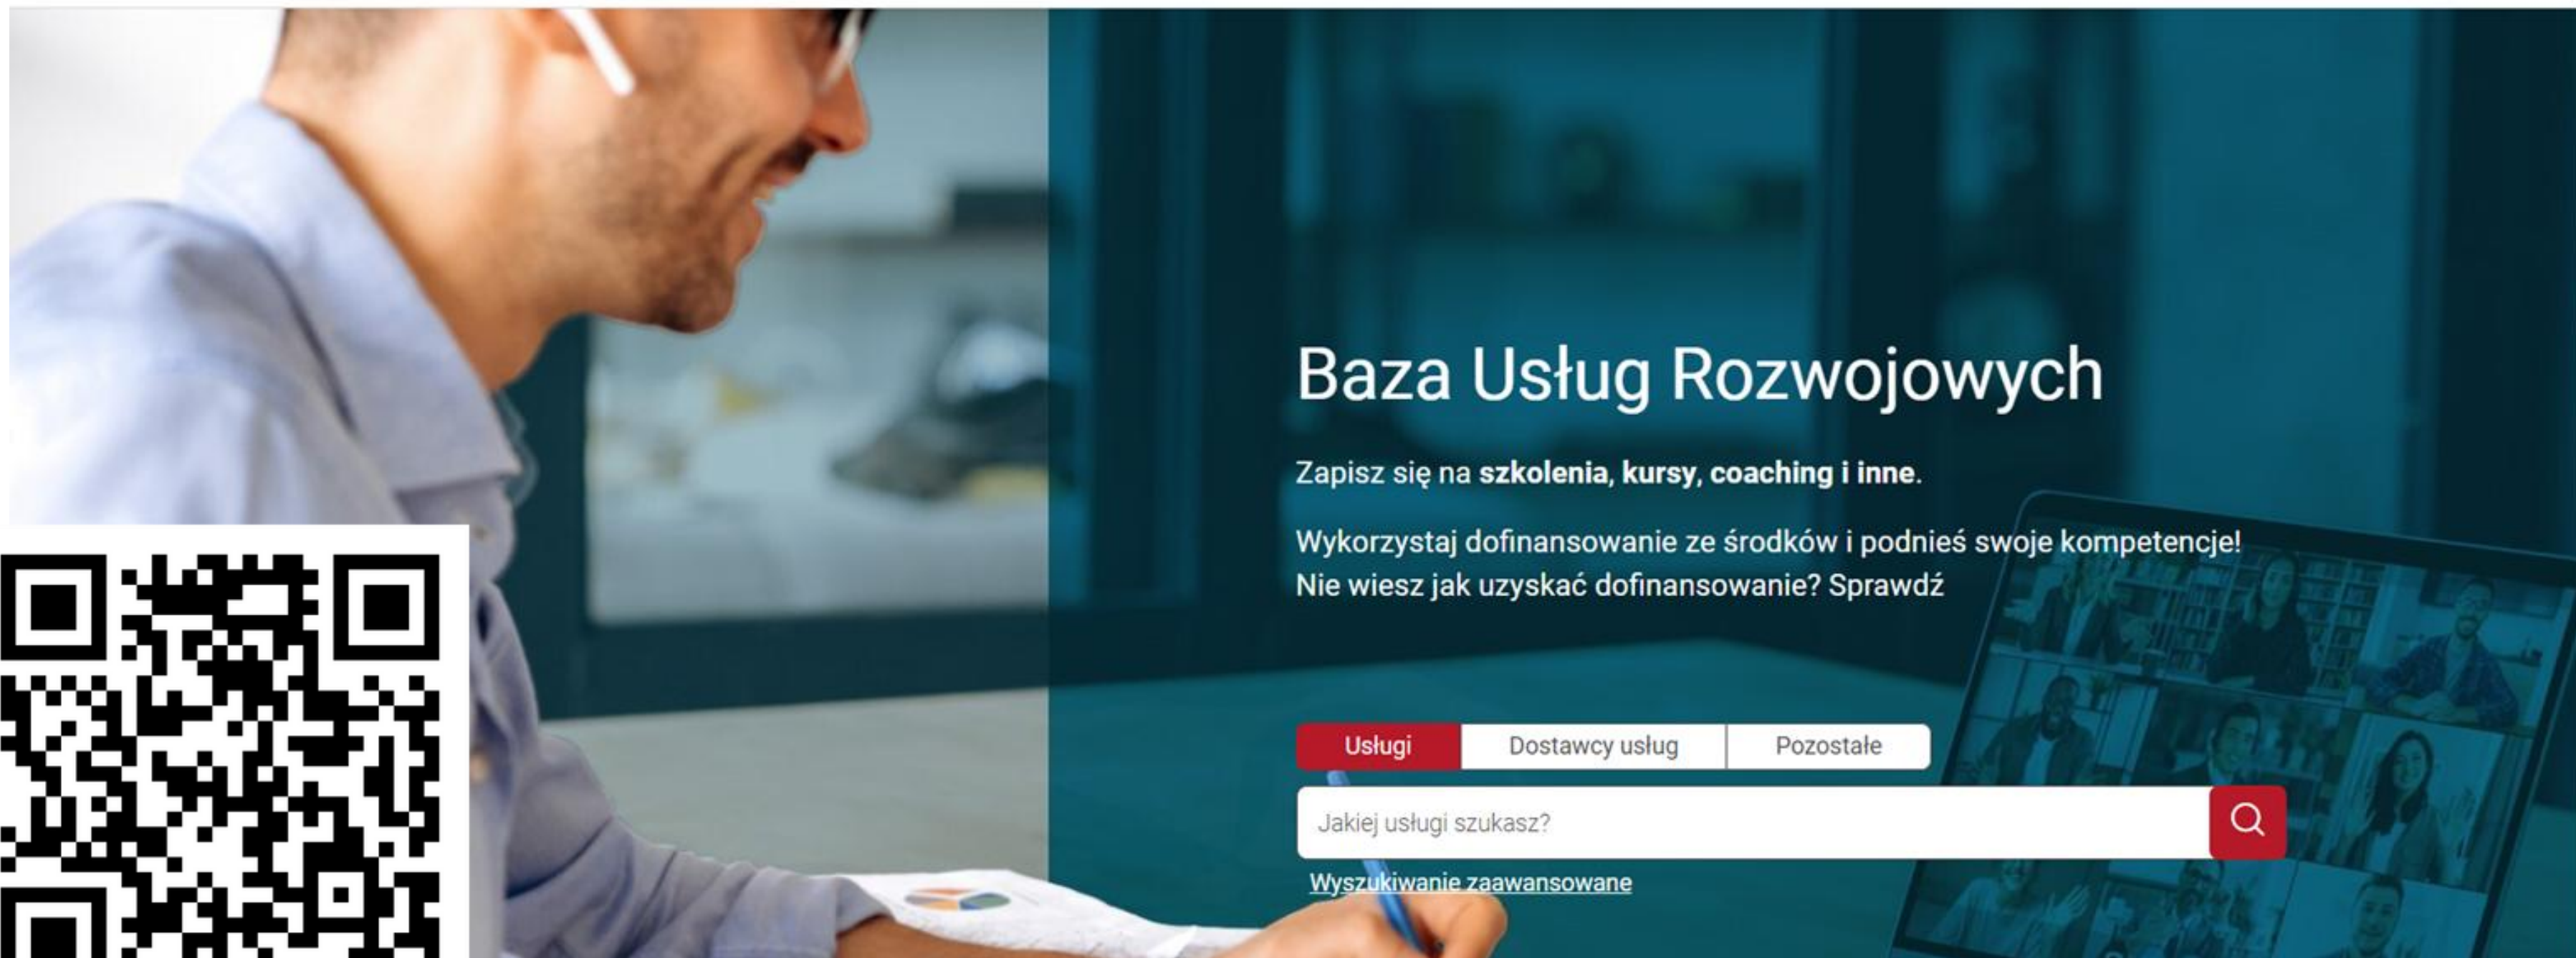 Baza Usług Rozwojowych
Zapisz się na szkolenia, kursy, coaching i inne.
Wykorzystaj dofinansowanie ze środków i podnieś swoje kompetencje!
Nie wiesz jak uzyskać dofinansowanie? Sprawdź
Usługi Dostawcy usług Pozostałe
Jakiej usługi szukasz?
Wyszukiwanie zaawansowane